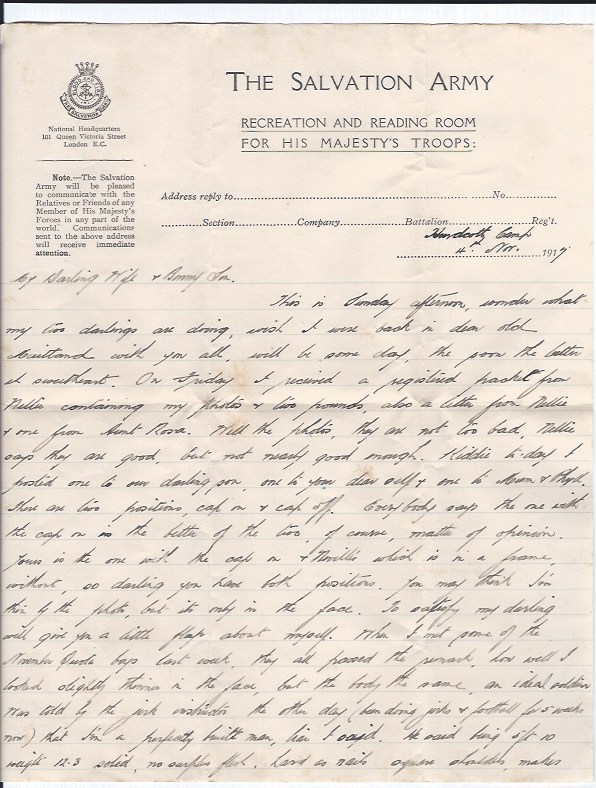 BLOOD AND FIRE
THE SALVATION ARMY
National Headquarters
101 Queen Victoria Street
London E.C.
THE SALVATION ARMY
RECREATION AND READING ROOM
FOR HIS MAJESTY'S TROOPS:
Note.—The Salvation
Army will be pleased
to communicate with the
Relatives or Friends of any
Member of His Majesty's
Forces in any part of the
world. Communications
sent to the above address
will receive immediate
attention.
Address reply to No.
Section Company Battalion Reg't.
Hurdcott Camp
4th Nov. 1917
My Darling Wife & Bonny Son.
This is Sunday afternoon, wonder what
my two darlings are doing, wish I were back in dear old
Maitland with you all, will be some day, the soon the better
eh sweetheart. On Friday I received a registered packet from
Nellie containing my photos & two pounds, also a letter from Nellie
& one from Aunt Rosa. Well the photos, they are not too bad, Nellie
says they are good, but not nearly good enough. Kiddie to-day I
posted one to our darling son, one to your dear self & one to Mum &
There are two positions, cap on & cap off. Everybody says the one with
the cap on is the better of the two, of course, matter of opinion.
Yours is the one with the cap on & which is in a frame
without, so darling you have both positions. You may think I'm
thin by the photo, but its only in the face. To satisfy my darling
will give you a little about myself. When I met some of the
November Quota boys last week, they all passed the remark, how well I
looked slightly thinner in the face, but the body the same, an ideal soldier
Was told by the jerk instructor the other day (been doing jerks & football for 5 weeks
now) that I'm a perfectly built man, I said. He said being 5ft 10
weight 12-3 solid, no surplus flesh, hard as nails square shoulders, makes